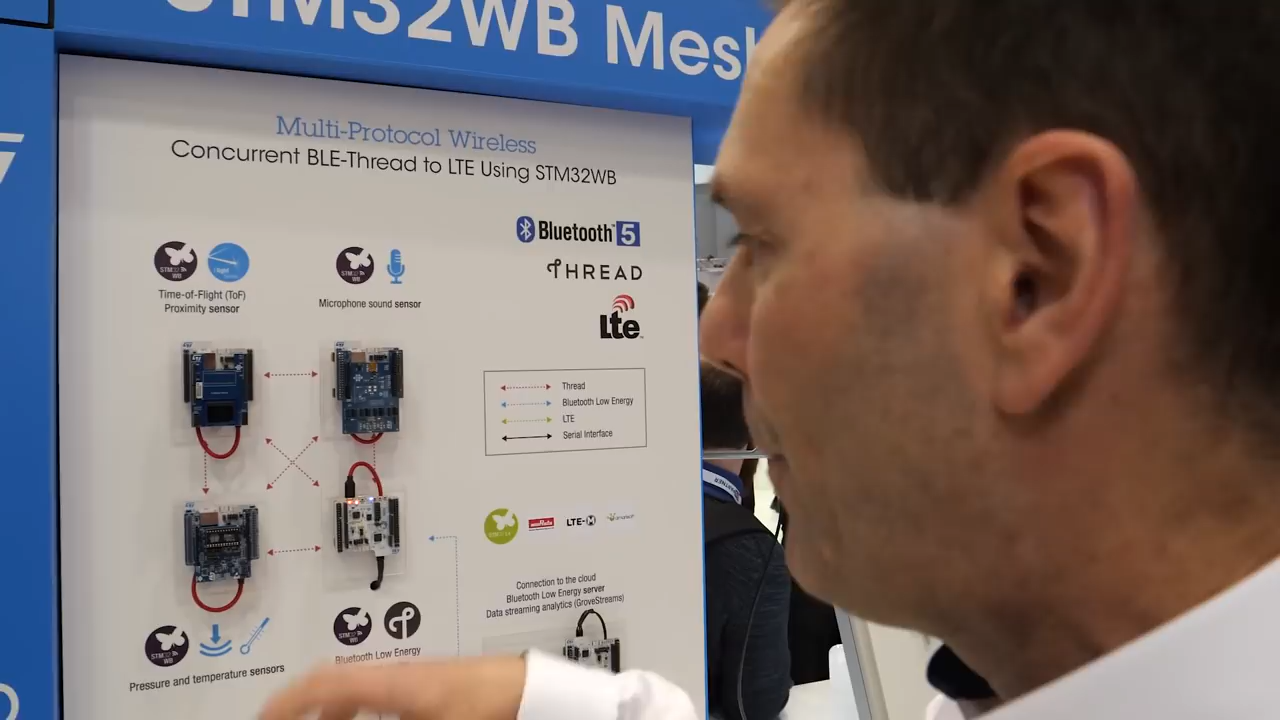 STM32WB Mesh
Multi-Protocol Wireless
Concurrent BLE-Thread to LTE Using STM32WB
Bluetooth 5
THREAD
LTE
Time-of-Flight (ToF)
Proximity sensor
Microphone sound sensor
Thread
Bluetooth Low Energy
LTE
Serial Interface
muRata
LTE-M
Connection to the cloud
Bluetooth Low Energy server
Data streaming analytics (GroveStreams)
Bluetooth Low Energy
Pressure and temperature sensors
PARTNER